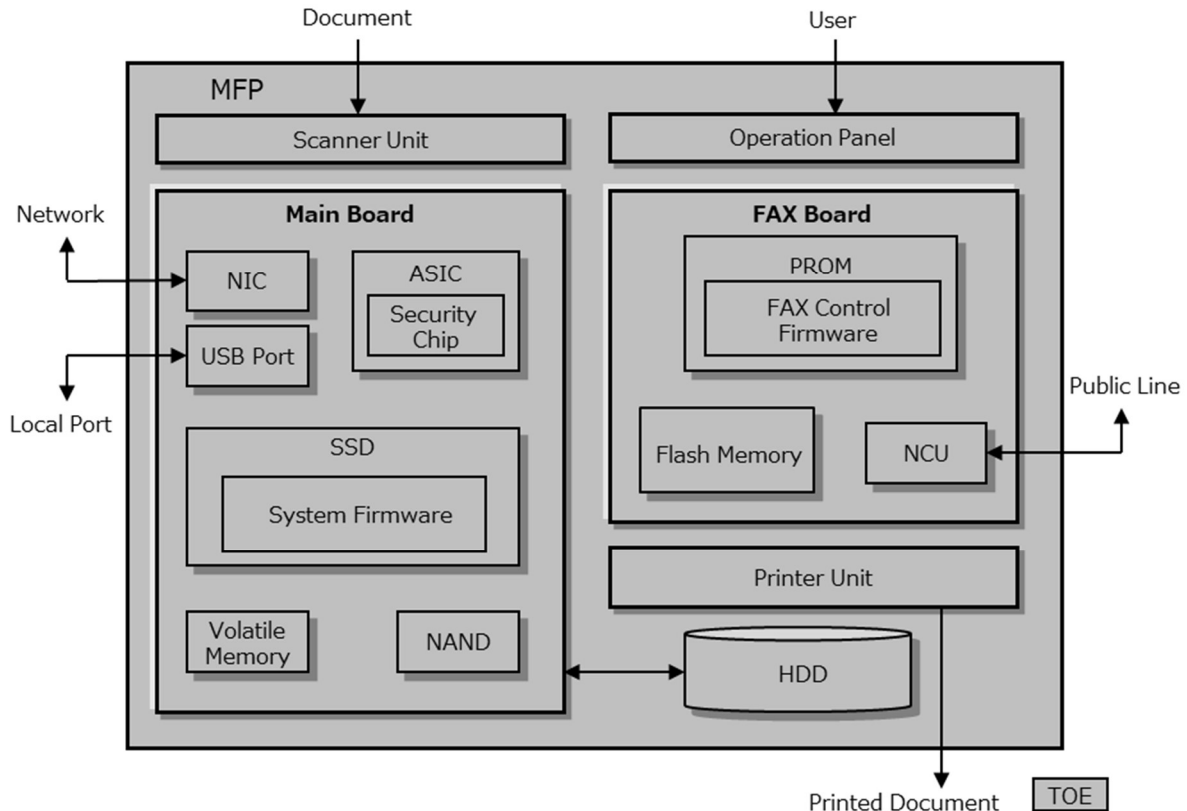 Document
User
MFP
Scanner Unit
Operation Panel
Network
Main Board
NIC
ASIC
Security
Chip
USB Port
Local Port
SSD
System Firmware
Volatile
Memory
NAND
FAX Board
PROM
FAX Control
Firmware
Flash Memory
NCU
Public Line
Printer Unit
HDD
Printed Document
TOE